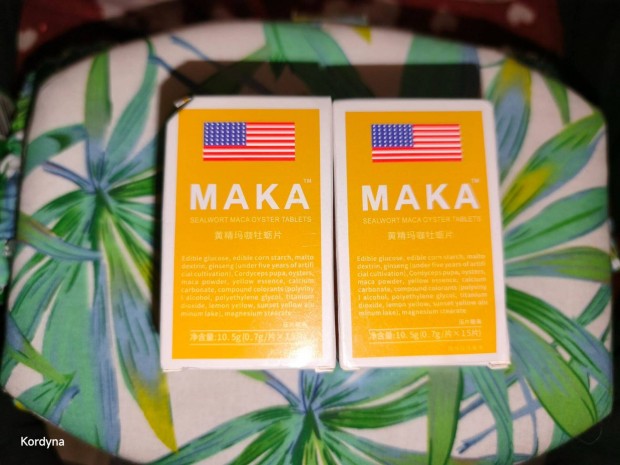 MAKA™
SEALWORT MACA OYSTER TABLETS
黄精玛咖牡蛎片
Edible glucose, edible corn starch, malto
dextrin, ginseng (under five years of artifi
cial cultivation), Cordyceps pupa, oysters,
maca powder, yellow essence, calcium
carbonate, compound colorants (polyviny
l alcohol, polyethylene glycol, titanium
dioxide, lemon yellow, sunset yellow alu
minum lake), magnesium stearate.
净含量: 10.5g(0.7g/片×15片)
MAKA™
SEALWORT MACA OYSTER TABLETS
黄精玛咖牡蛎片
Edible glucose, edible corn starch, malto
dextrin, ginseng (under five years of artifi
cial cultivation), Cordyceps pupa, oysters,
maca powder, yellow essence, calcium
carbonate, compound colorants (polyviny
l alcohol, polyethylene glycol, titanium
dioxide, lemon yellow, sunset yellow alu
minum lake), magnesium stearate.
净含量: 10.5g(0.7g/片×15片)
Kordyna